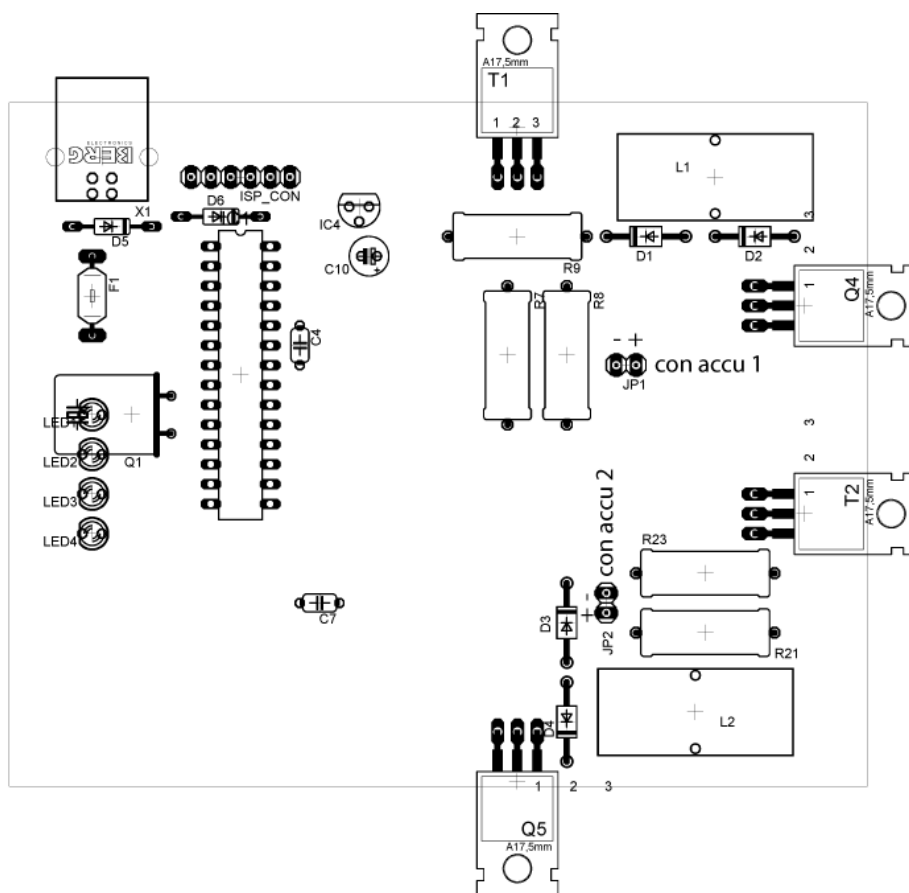 A17,5mm
T1
1 2 3
BERG
ELECTRONICS
X1
D5
ISP_CON
D6
IC4
C10
+
F1
C4
L1
3
D1
D2
2
R9
R7
R8
1
Q4
A17,5mm
- +
con accu 1
JP1
LED1
Q1
LED2
LED3
LED4
3
2
1
T2
A17,5mm
con accu 2
R23
-
+
JP2
D3
R21
C7
D4
L2
1 2 3
Q5
A17,5mm